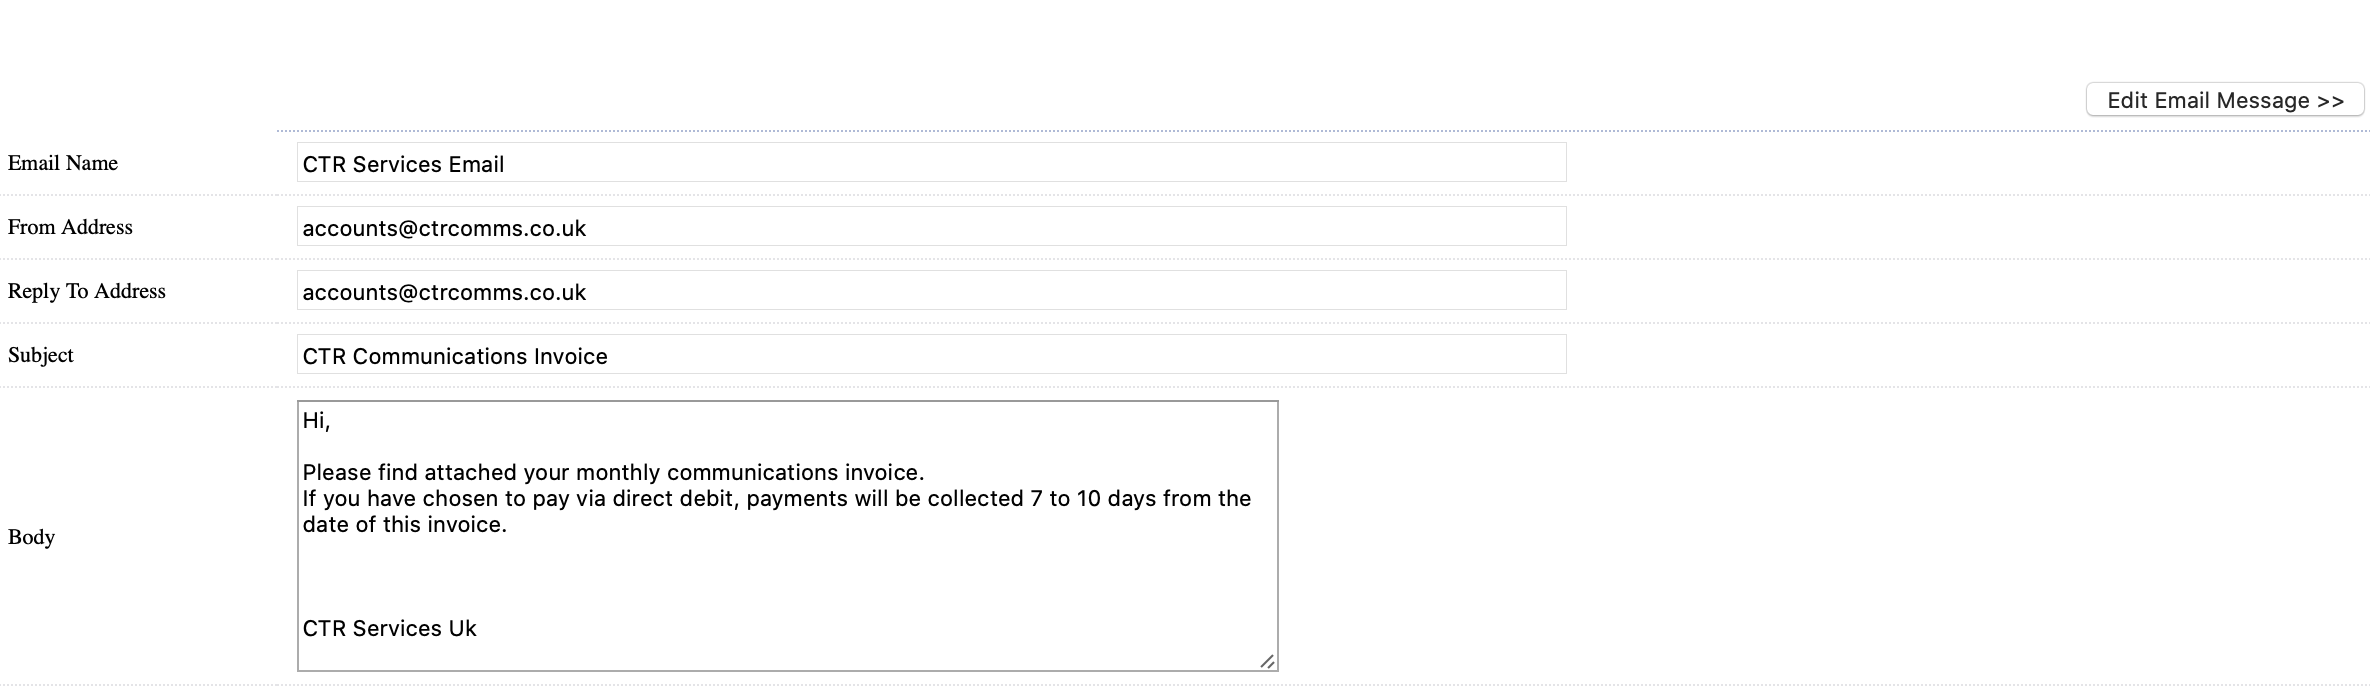 Edit Email Message >>
Email Name
CTR Services Email
From Address
accounts@ctrcomms.co.uk
Reply To Address
accounts@ctrcomms.co.uk
Subject
CTR Communications Invoice
Body
Hi,
Please find attached your monthly communications invoice.
If you have chosen to pay via direct debit, payments will be collected 7 to 10 days from the
date of this invoice.
CTR Services Uk